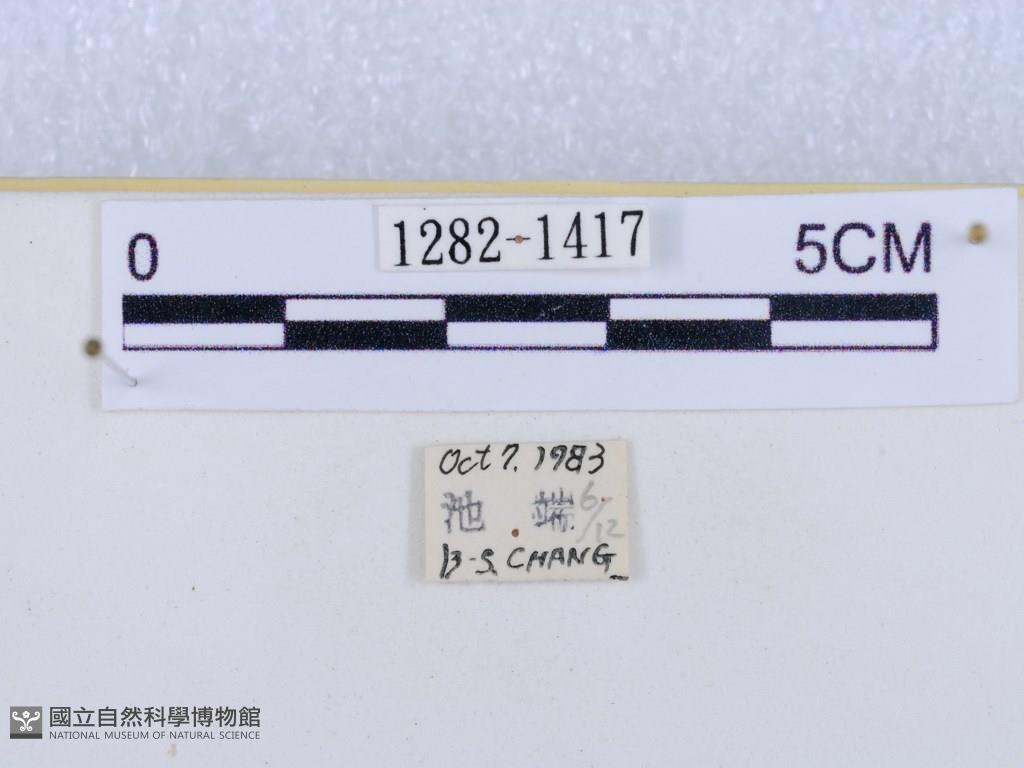 1282-1417
0 5CM
Oct 7. 1983
池 端 6/12
B-S. CHANG
國立自然科學博物館
NATIONAL MUSEUM OF NATURAL SCIENCE